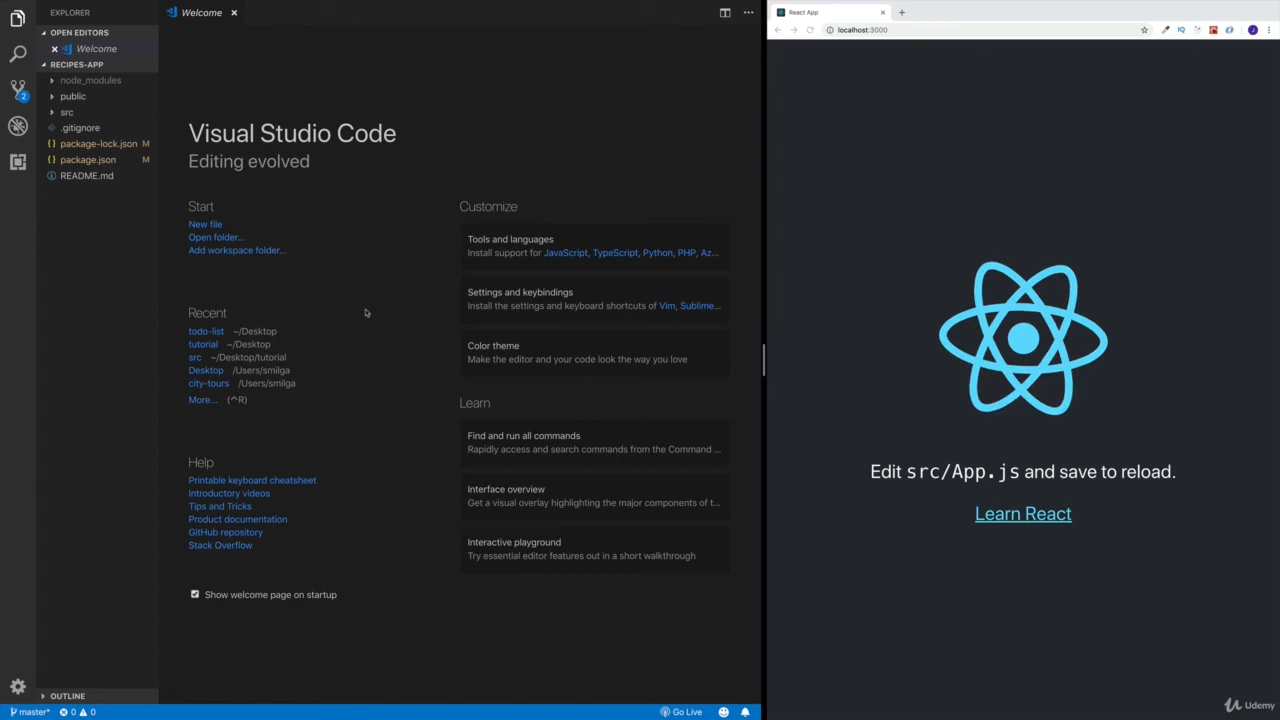 EXPLORER
OPEN EDITORS
Welcome
RECIPES-APP
node_modules
public
src
.gitignore
package-lock.json M
package.json M
README.md
2
OUTLINE
master* 0 0
Go Live
Welcome
Visual Studio Code
Editing evolved
Start
New file
Open folder...
Add workspace folder...
Recent
todo-list ~/Desktop
tutorial ~/Desktop
src ~/Desktop/tutorial
Desktop /Users/smilga
city-tours /Users/smilga
More... (^R)
Help
Printable keyboard cheatsheet
Introductory videos
Tips and Tricks
Product documentation
GitHub repository
Stack Overflow
Show welcome page on startup
Customize
Tools and languages
Install support for JavaScript, TypeScript, Python, PHP, Az...
Settings and keybindings
Install the settings and keyboard shortcuts of Vim, Sublime...
Color theme
Make the editor and your code look the way you love
Learn
Find and run all commands
Rapidly access and search commands from the Command ...
Interface overview
Get a visual overlay highlighting the major components of t...
Interactive playground
Try essential editor features out in a short walkthrough
React App
localhost:3000
IQ
J
Edit src/App.js and save to reload.
Learn React
Udemy